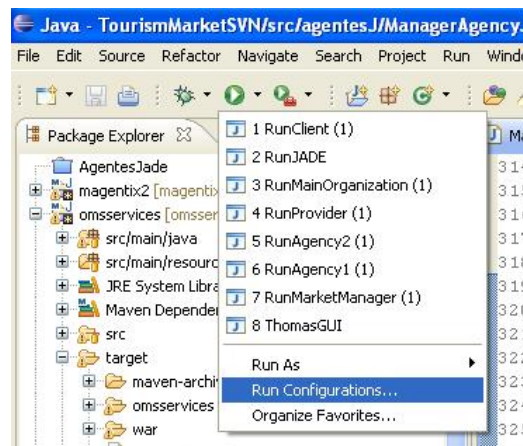 Java - TourismMarketSVN/src/agentesJ/ManagerAgency.
File Edit Source Refactor Navigate Search Project Run Wind
Package Explorer
AgentesJade
magentix2 [magentix
omsservices [omsser
src/main/java
src/main/resourc
JRE System Libra
Maven Depende
src
target
maven-archi
omsservices
war
1 RunClient (1)
2 RunJADE
3 RunMainOrganization (1)
4 RunProvider (1)
5 RunAgency2 (1)
6 RunAgency1 (1)
7 RunMarketManager (1)
8 ThomasGUI
Run As
Run Configurations...
Organize Favorites...
Ma
314
315
316
317
318
319
320
321
322
323
324
325